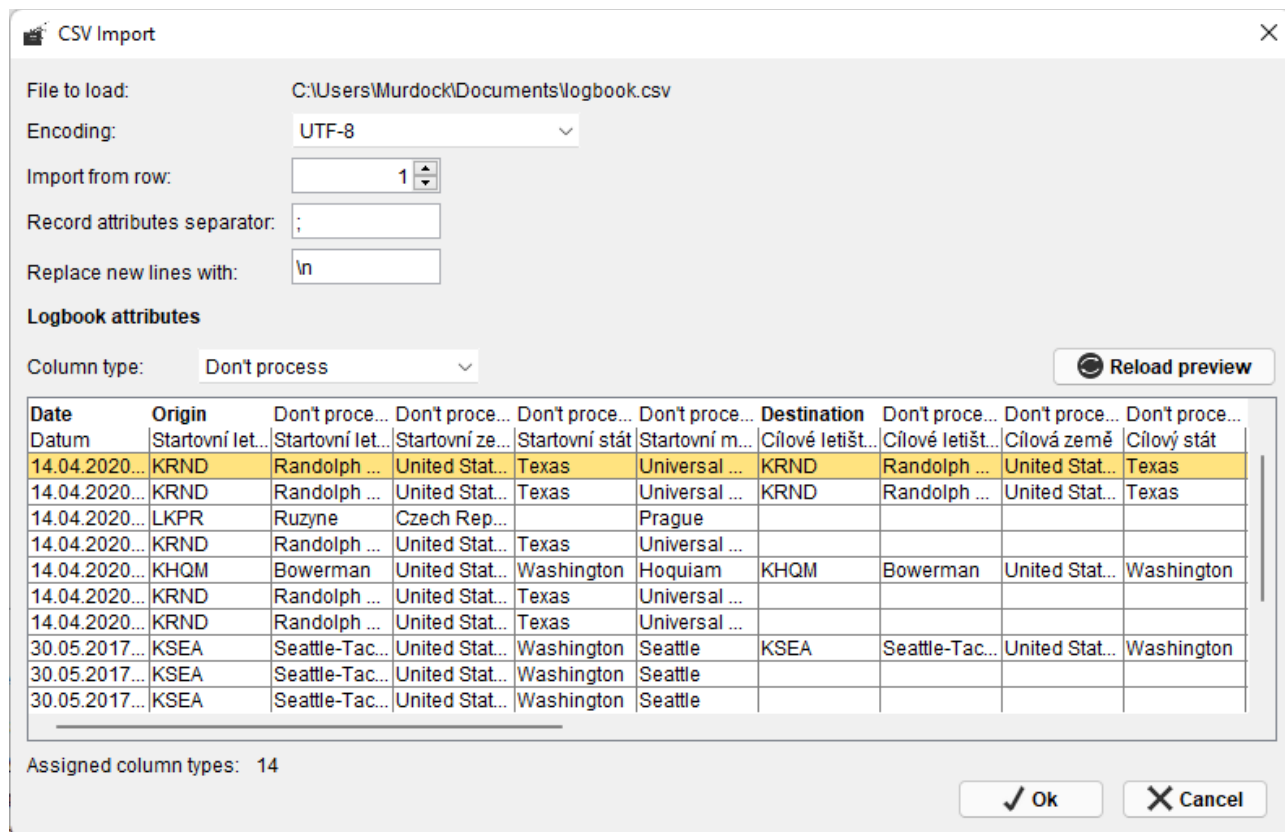 CSV Import
File to load: C:\Users\Murdock\Documents\logbook.csv
Encoding: UTF-8
Import from row: 1
Record attributes separator: ;
Replace new lines with: \n
Logbook attributes
Column type: Don't process Reload preview
Date Origin Don't proce... Don't proce... Don't proce... Don't proce... Destination Don't proce... Don't proce... Don't proce...
Datum Startovní let... Startovní let... Startovní ze... Startovní stát Startovní m... Cílové letišt... Cílové letišt... Cílová země Cílový stát
14.04.2020... KRND Randolph ... United Stat... Texas Universal ... KRND Randolph ... United Stat... Texas
14.04.2020... KRND Randolph ... United Stat... Texas Universal ... KRND Randolph ... United Stat... Texas
14.04.2020... LKPR Ruzyne Czech Rep... Prague
14.04.2020... KRND Randolph ... United Stat... Texas Universal ...
14.04.2020... KHQM Bowerman United Stat... Washington Hoquiam KHQM Bowerman United Stat... Washington
14.04.2020... KRND Randolph ... United Stat... Texas Universal ...
14.04.2020... KRND Randolph ... United Stat... Texas Universal ...
30.05.2017... KSEA Seattle-Tac... United Stat... Washington Seattle KSEA Seattle-Tac... United Stat... Washington
30.05.2017... KSEA Seattle-Tac... United Stat... Washington Seattle
30.05.2017... KSEA Seattle-Tac... United Stat... Washington Seattle
Assigned column types: 14
Ok Cancel